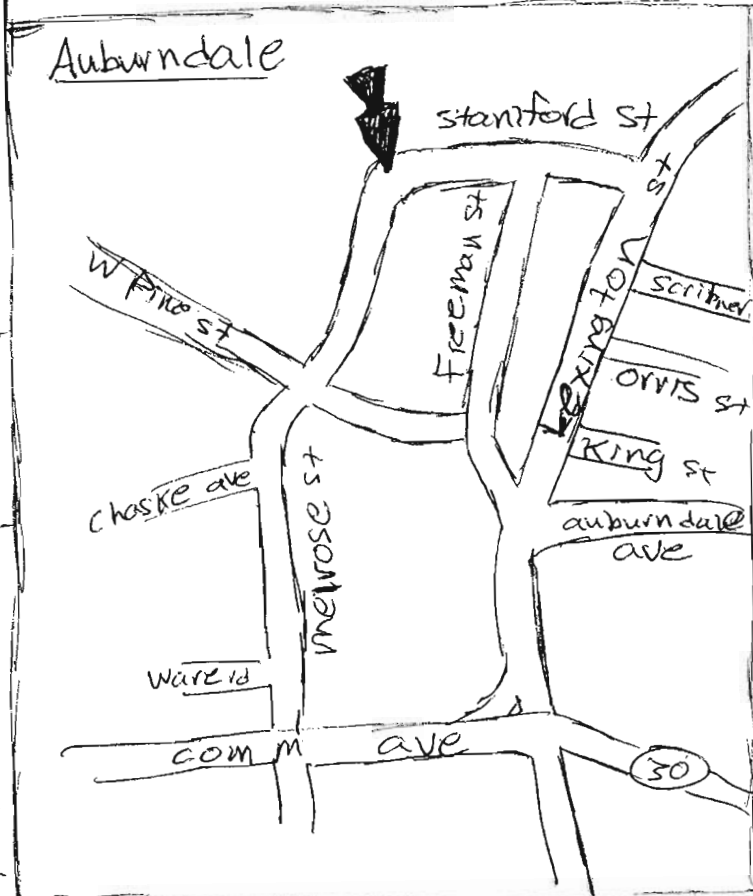 Auburndale
staniford st
Lexington st
Freeman st
W Pine st
scribner
orvis st
King st
auburndale
ave
chaske ave
melrose st
ware rd
comm ave
30